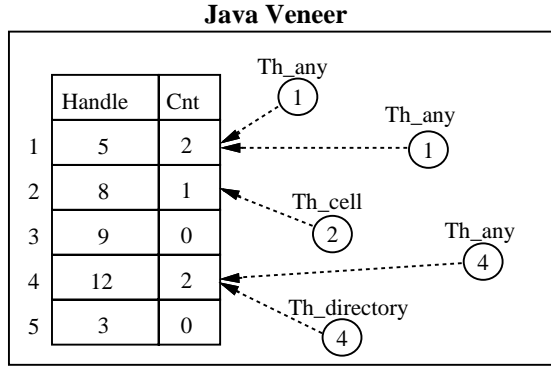 Java Veneer
Th_any
1
Handle Cnt
Th_any
1
1 5 2
2 8 1
Th_cell
2
3 9 0
Th_any
4
4 12 2
Th_directory
4
5 3 0